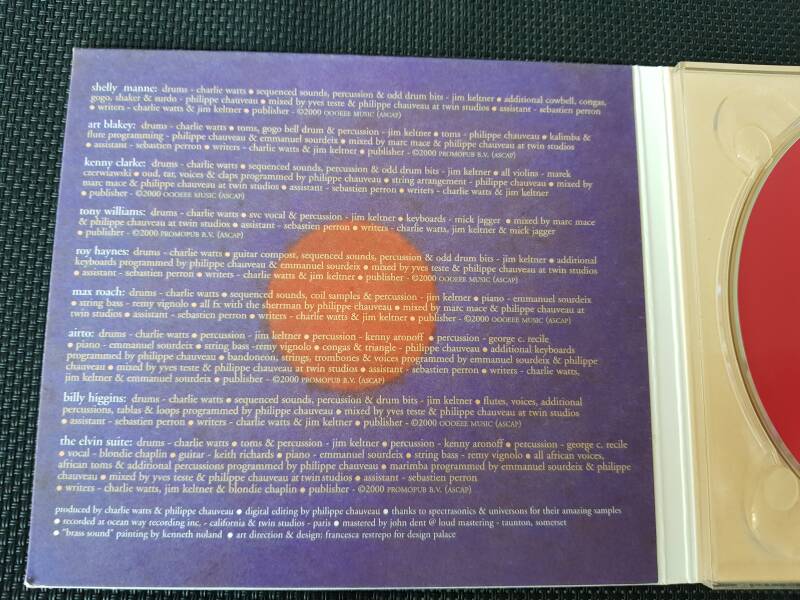 shelly manne: drums - charlie watts ● sequenced sounds, percussion & odd drum bits - jim keltner ● additional cowbell, congas,
gogo, shaker & surdo - philippe chauveau ● mixed by yves teste & philippe chauveau at twin studios ● assistant - sebastien perron
● writers - charlie watts & jim keltner ● publisher - ©2000 OOOEEE MUSIC (ASCAP)
art blakey: drums - charlie watts ● toms, gogo bell drum & percussion - jim keltner ● toms - philippe chauveau ● kalimba &
flute programming - philippe chauveau & emmanuel sourdeix ● mixed by marc mace & philippe chauveau at twin studios
● assistant - sebastien perron ● writers - charlie watts & jim keltner ● publisher - ©2000 PROMOPUB B.V. (ASCAP)
kenny clarke: drums - charlie watts ● sequenced sounds, percussion & odd drum bits - jim keltner ● all violins - marek
czerwiawski ● oud, tar, voices & claps programmed by philippe chauveau ● string arrangement - philippe chauveau ● mixed by
marc mace & philippe chauveau at twin studios ● assistant - sebastien perron ● writers - charlie watts & jim keltner
● publisher - ©2000 OOOEEE MUSIC (ASCAP)
tony williams: drums - charlie watts ● svc vocal & percussion - jim keltner ● keyboards - mick jagger ● mixed by marc mace
& philippe chauveau at twin studios ● assistant - sebastien perron ● writers - charlie watts, jim keltner & mick jagger
● publisher - ©2000 PROMOPUB B.V. (ASCAP)
roy haynes: drums - charlie watts ● guitar compost, sequenced sounds, percussion & odd drum bits - jim keltner ● additional
keyboards programmed by philippe chauveau & emmanuel sourdeix ● mixed by yves teste & philippe chauveau at twin studios
● assistant - sebastien perron ● writers - charlie watts & jim keltner ● publisher - ©2000 OOOEEE MUSIC (ASCAP)
max roach: drums - charlie watts ● sequenced sounds, coil samples & percussion - jim keltner ● piano - emmanuel sourdeix
● string bass - remy vignolo ● all fx with the sherrman by philippe chauveau ● mixed by marc mace & philippe chauveau at
twin studios ● assistant - sebastien perron ● writers - charlie watts & jim keltner ● publisher - ©2000 OOOEEE MUSIC (ASCAP)
airto: drums - charlie watts ● percussion - jim keltner ● percussion - kenny aronoff ● percussion - george c. recile
● piano - emmanuel sourdeix ● string bass -remy vignolo ● congas & triangle - philippe chauveau ● additional keyboards
programmed by philippe chauveau ● bandoneon, strings, trombones & voices programmed by emmanuel sourdeix & philippe
chauveau ● mixed by yves teste & philippe chauveau at twin studios ● assistant - sebastien perron ● writers - charlie watts,
jim keltner & emmanuel sourdeix ● publisher - ©2000 PROMOPUB B.V. (ASCAP)
billy higgins: drums - charlie watts ● sequenced sounds, percussion & drum bits - jim keltner ● flutes, voices, additional
percussions, tablas & loops programmed by philippe chauveau ● mixed by yves teste & philippe chauveau at twin studios
● assistant - sebastien perron ● writers - charlie watts & jim keltner ● publisher - ©2000 OOOEEE MUSIC (ASCAP)
the elvin suite: drums - charlie watts ● toms & percussion - jim keltner ● percussion - kenny aronoff ● percussion - george c. recile
● vocal - blondie chaplin ● guitar - keith richards ● piano - emmanuel sourdeix ● string bass - remy vignolo ● all african voices,
african toms & additional percussions programmed by philippe chauveau ● marimba programmed by emmanuel sourdeix & philippe
chauveau ● mixed by yves teste & philippe chauveau at twin studios ● assistant - sebastien perron
● writers - charlie watts, jim keltner & blondie chaplin ● publisher - ©2000 PROMOPUB B.V. (ASCAP)
produced by charlie watts & philippe chauveau ● digital editing by philippe chauveau ● thanks to spectrasonics & universons for their amazing samples
● recorded at ocean way recording inc. - california & twin studios - paris ● mastered by john dent @ loud mastering - taunton, somerset
● "brass sound" painting by kenneth noland ● art direction & design: francesca restrepo for design palace